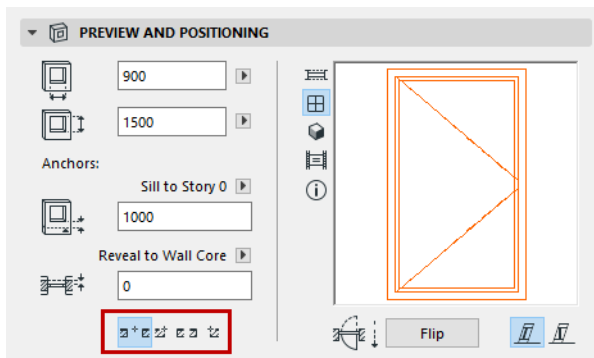 PREVIEW AND POSITIONING
900
1500
Anchors:
Sill to Story 0
1000
Reveal to Wall Core
0
Flip